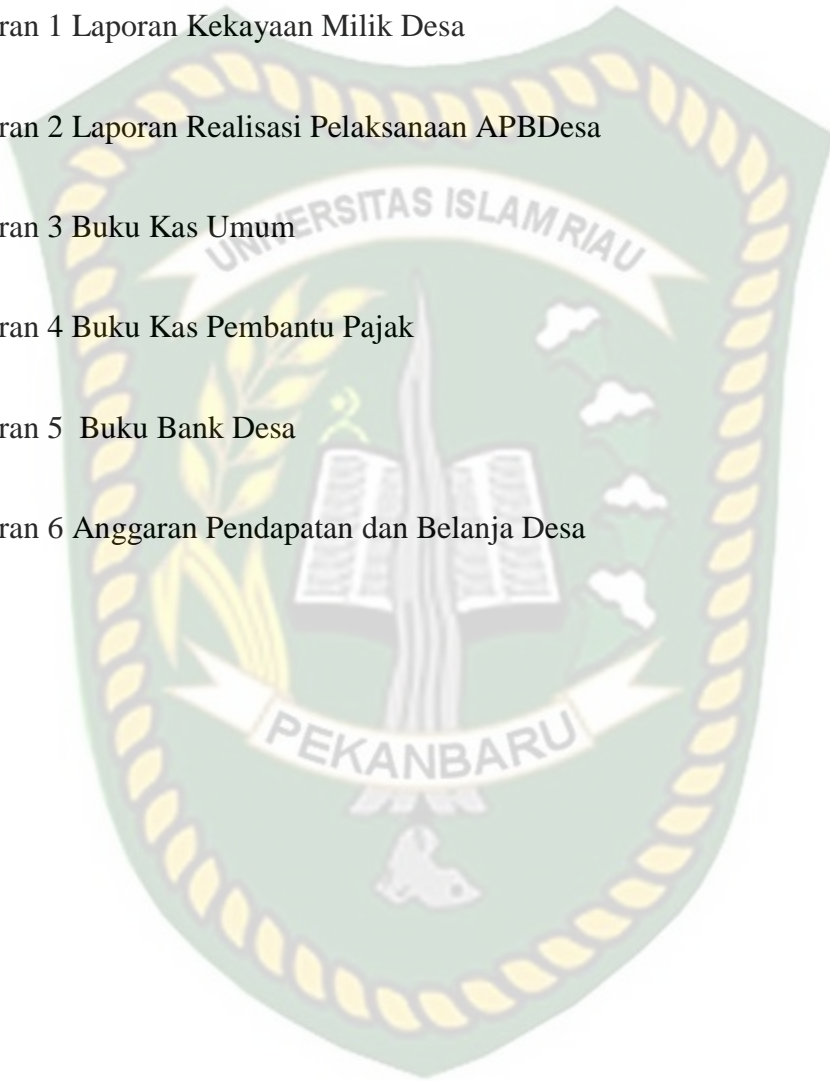 ran 1 Laporan Kekayaan Milik Desa
ran 2 Laporan Realisasi Pelaksanaan APBDesa
UNIVERSITAS ISLAM RIAU
ran 3 Buku Kas Umum
ran 4 Buku Kas Pembantu Pajak
ran 5 Buku Bank Desa
ran 6 Anggaran Pendapatan dan Belanja Desa
PEKANBARU